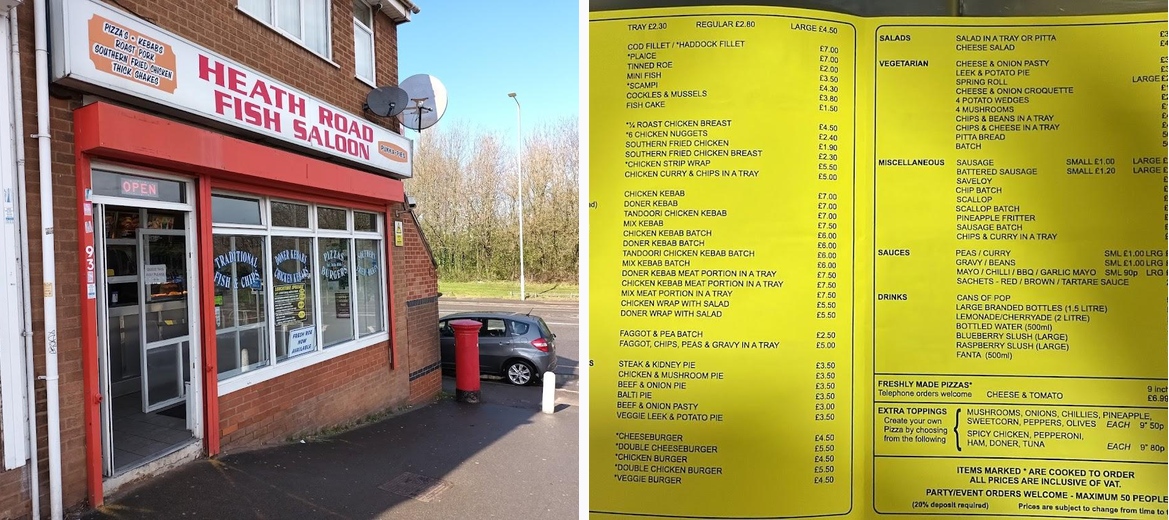 PIZZA'S • KEBABS
ROAST PORK
SOUTHERN FRIED CHICKEN
THICK SHAKES
HEATH ROAD
FISH SALOON
PUKKA-PIES
OPEN
93
TRADITIONAL
FISH & CHIPS
DONER KEBABS
CHICKEN KEBABS
PIZZAS
BURGERS
FRESH COD
NOW
AVAILABLE
TRAY £2.30 REGULAR £2.80 LARGE £4.50
COD FILLET / *HADDOCK FILLET £7.00
*PLAICE £7.00
TINNED ROE £2.00
MINI FISH £3.50
*SCAMPI £4.30
COCKLES & MUSSELS £3.80
FISH CAKE £1.50
*¼ ROAST CHICKEN BREAST £4.50
*6 CHICKEN NUGGETS £2.40
SOUTHERN FRIED CHICKEN £1.90
SOUTHERN FRIED CHICKEN BREAST £2.30
*CHICKEN STRIP WRAP £5.50
CHICKEN CURRY & CHIPS IN A TRAY £5.00
CHICKEN KEBAB £7.00
DONER KEBAB £7.00
TANDOORI CHICKEN KEBAB £7.00
MIX KEBAB £7.50
CHICKEN KEBAB BATCH £6.00
DONER KEBAB BATCH £6.00
TANDOORI CHICKEN KEBAB BATCH £6.00
MIX KEBAB BATCH £6.00
DONER KEBAB MEAT PORTION IN A TRAY £7.50
CHICKEN KEBAB MEAT PORTION IN A TRAY £7.50
MIX MEAT PORTION IN A TRAY £7.50
CHICKEN WRAP WITH SALAD £5.50
DONER WRAP WITH SALAD £5.50
FAGGOT & PEA BATCH £2.50
FAGGOT, CHIPS, PEAS & GRAVY IN A TRAY £5.00
STEAK & KIDNEY PIE £3.50
CHICKEN & MUSHROOM PIE £3.50
BEEF & ONION PIE £3.50
BALTI PIE £3.50
BEEF & ONION PASTY £3.00
VEGGIE LEEK & POTATO PIE £3.50
*CHEESEBURGER £4.50
*DOUBLE CHEESEBURGER £5.50
*CHICKEN BURGER £4.50
*DOUBLE CHICKEN BURGER £5.50
*VEGGIE BURGER £4.50
SALADS SALAD IN A TRAY OR PITTA
CHEESE SALAD
VEGETARIAN CHEESE & ONION PASTY
LEEK & POTATO PIE
SPRING ROLL LARGE
CHEESE & ONION CROQUETTE
4 POTATO WEDGES
4 MUSHROOMS
CHIPS & BEANS IN A TRAY
CHIPS & CHEESE IN A TRAY
PITTA BREAD
BATCH
MISCELLANEOUS SAUSAGE SMALL £1.00 LARGE
BATTERED SAUSAGE SMALL £1.20 LARGE
SAVELOY
CHIP BATCH
SCALLOP
SCALLOP BATCH
PINEAPPLE FRITTER
SAUSAGE BATCH
CHIPS & CURRY IN A TRAY
SAUCES PEAS / CURRY SML £1.00 LRG
GRAVY / BEANS SML £1.00 LRG
MAYO / CHILLI / BBQ / GARLIC MAYO SML 90p LRG
SACHETS - RED / BROWN / TARTARE SAUCE
DRINKS CANS OF POP
LARGE BRANDED BOTTLES (1.5 LITRE)
LEMONADE/CHERRYADE (2 LITRE)
BOTTLED WATER (500ml)
BLUEBERRY SLUSH (LARGE)
RASPBERRY SLUSH (LARGE)
FANTA (500ml)
FRESHLY MADE PIZZAS* 9 inch
Telephone orders welcome CHEESE & TOMATO £6.99
EXTRA TOPPINGS MUSHROOMS, ONIONS, CHILLIES, PINEAPPLE,
Create your own SWEETCORN, PEPPERS, OLIVES EACH 9" 50p
Pizza by choosing SPICY CHICKEN, PEPPERONI,
from the following HAM, DONER, TUNA EACH 9" 80p
ITEMS MARKED * ARE COOKED TO ORDER
ALL PRICES ARE INCLUSIVE OF VAT.
PARTY/EVENT ORDERS WELCOME - MAXIMUM 50 PEOPLE
(20% deposit required) Prices are subject to change from time to